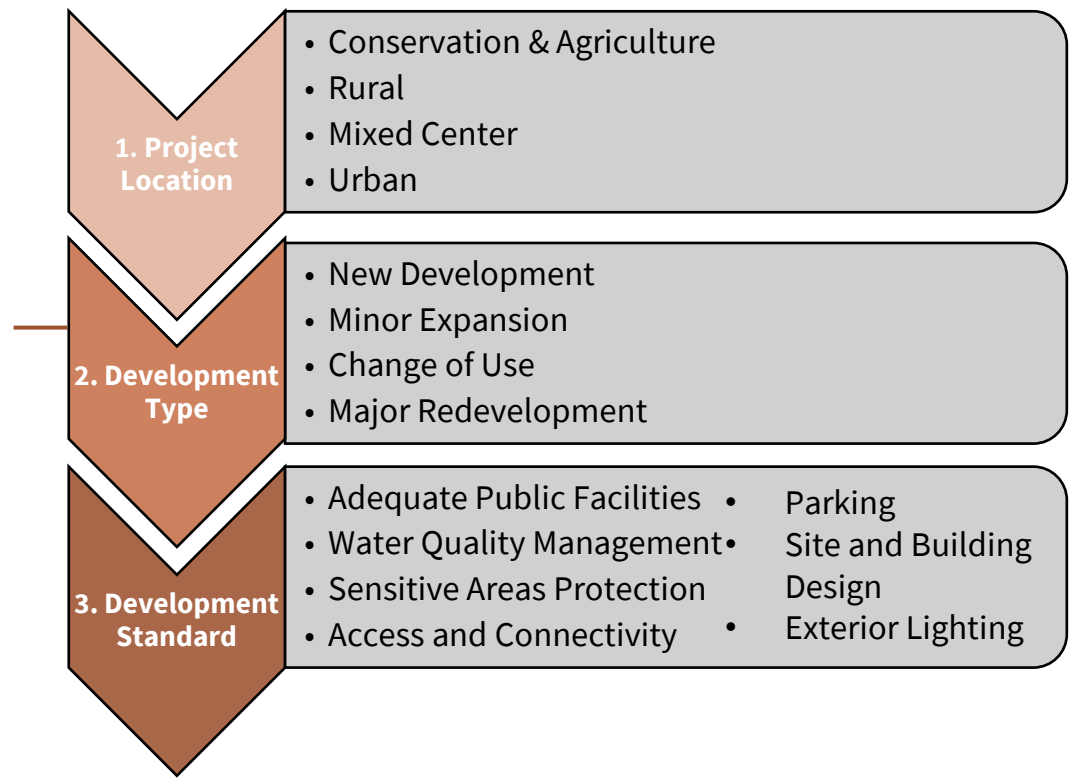 1. Project
Location
• Conservation & Agriculture
• Rural
• Mixed Center
• Urban
2. Development
Type
• New Development
• Minor Expansion
• Change of Use
• Major Redevelopment
3. Development
Standard
• Adequate Public Facilities
• Water Quality Management
• Sensitive Areas Protection
• Access and Connectivity
• Parking
• Site and Building
Design
• Exterior Lighting